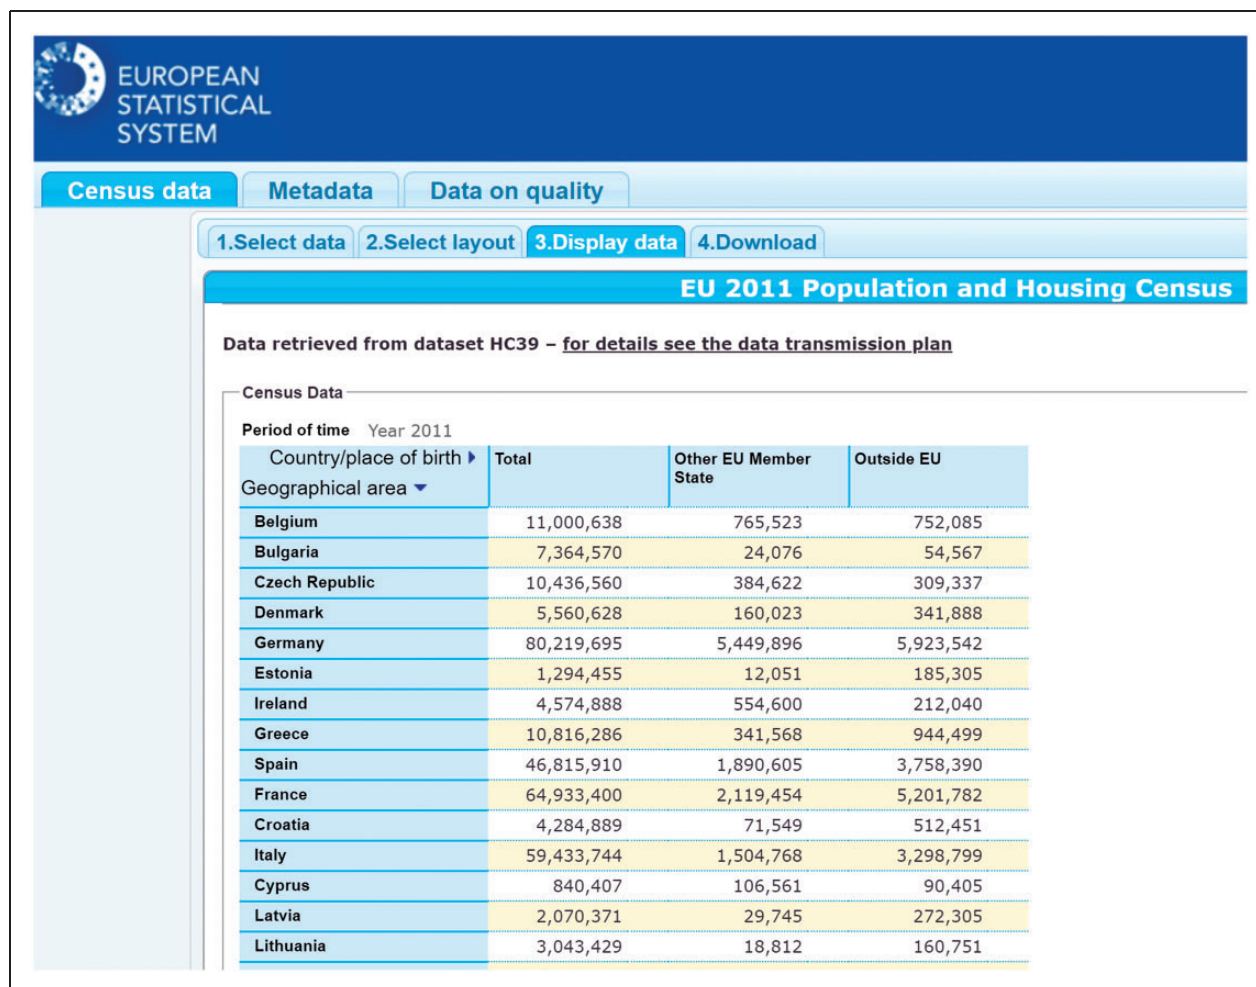 EUROPEAN
STATISTICAL
SYSTEM
Census data Metadata Data on quality
1.Select data 2.Select layout 3.Display data 4.Download
EU 2011 Population and Housing Census
Data retrieved from dataset HC39 – for details see the data transmission plan
Census Data
Period of time Year 2011
Country/place of birth Total Other EU Member State Outside EU
Geographical area
Belgium 11,000,638 765,523 752,085
Bulgaria 7,364,570 24,076 54,567
Czech Republic 10,436,560 384,622 309,337
Denmark 5,560,628 160,023 341,888
Germany 80,219,695 5,449,896 5,923,542
Estonia 1,294,455 12,051 185,305
Ireland 4,574,888 554,600 212,040
Greece 10,816,286 341,568 944,499
Spain 46,815,910 1,890,605 3,758,390
France 64,933,400 2,119,454 5,201,782
Croatia 4,284,889 71,549 512,451
Italy 59,433,744 1,504,768 3,298,799
Cyprus 840,407 106,561 90,405
Latvia 2,070,371 29,745 272,305
Lithuania 3,043,429 18,812 160,751